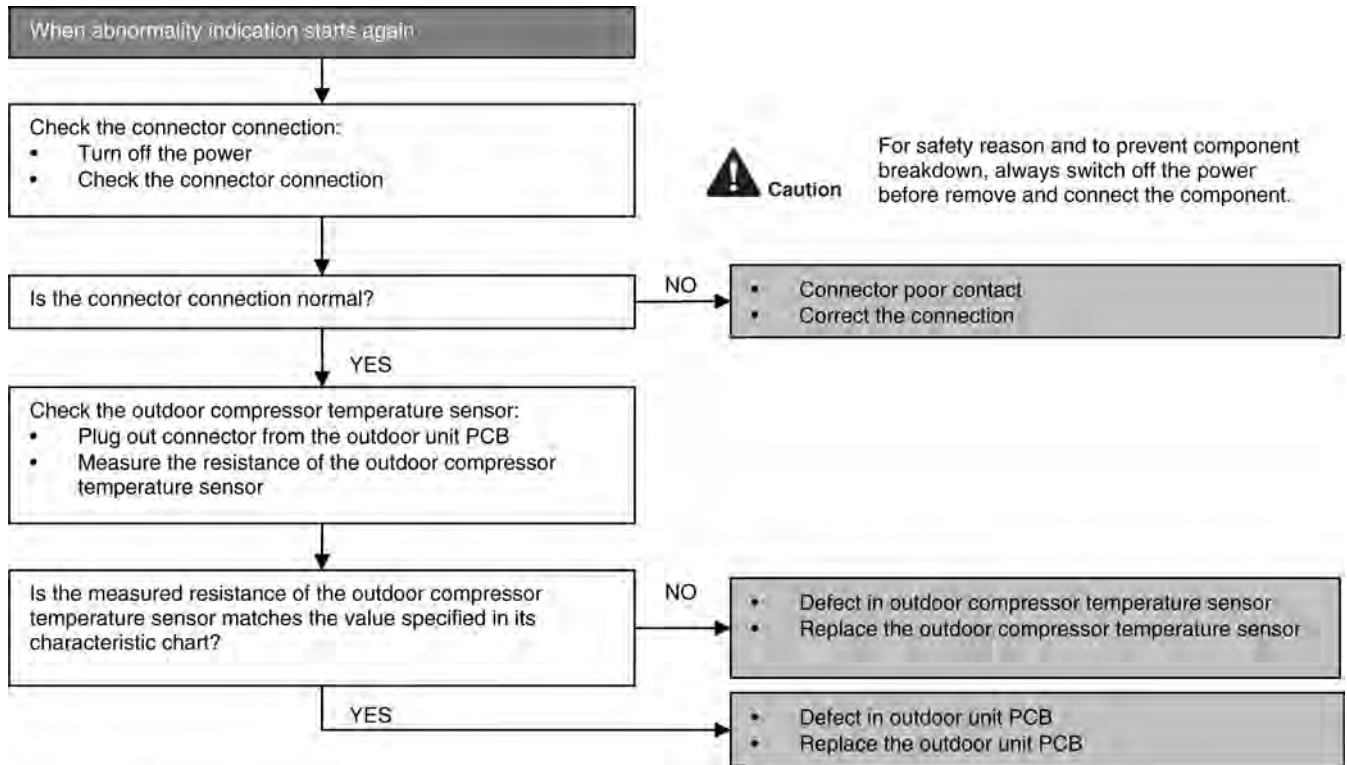 When abnormality indication starts again
Check the connector connection:
• Turn off the power
• Check the connector connection
Caution
For safety reason and to prevent component
breakdown, always switch off the power
before remove and connect the component.
Is the connector connection normal?
NO
• Connector poor contact
• Correct the connection
YES
Check the outdoor compressor temperature sensor:
• Plug out connector from the outdoor unit PCB
• Measure the resistance of the outdoor compressor
temperature sensor
Is the measured resistance of the outdoor compressor
temperature sensor matches the value specified in its
characteristic chart?
NO
• Defect in outdoor compressor temperature sensor
• Replace the outdoor compressor temperature sensor
YES
• Defect in outdoor unit PCB
• Replace the outdoor unit PCB